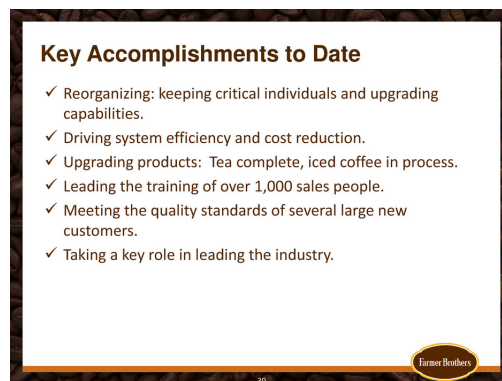 Key Accomplishments to Date
✓ Reorganizing: keeping critical individuals and upgrading
capabilities.
✓ Driving system efficiency and cost reduction.
✓ Upgrading products:  Tea complete, iced coffee in process.
✓ Leading the training of over 1,000 sales people.
✓ Meeting the quality standards of several large new
customers.
✓ Taking a key role in leading the industry.
Farmer Brothers
30